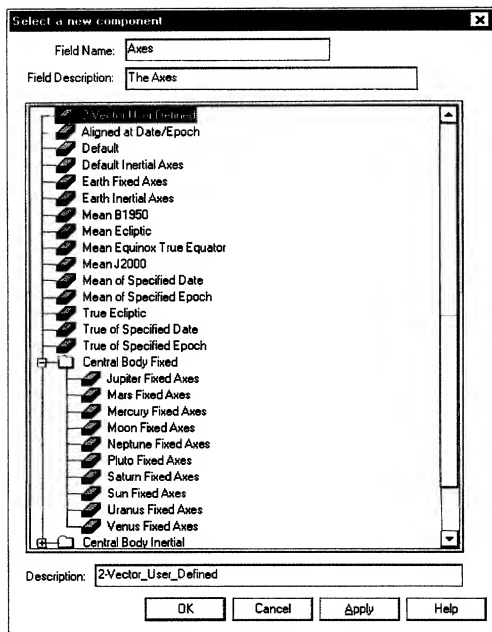 Select a new component
Field Name: Axes
Field Description: The Axes
2-Vector User Defined
Aligned at Date/Epoch
Default
Default Inertial Axes
Earth Fixed Axes
Earth Inertial Axes
Mean B1950
Mean Ecliptic
Mean Equinox True Equator
Mean J2000
Mean of Specified Date
Mean of Specified Epoch
True Ecliptic
True of Specified Date
True of Specified Epoch
Central Body Fixed
Jupiter Fixed Axes
Mars Fixed Axes
Mercury Fixed Axes
Moon Fixed Axes
Neptune Fixed Axes
Pluto Fixed Axes
Saturn Fixed Axes
Sun Fixed Axes
Uranus Fixed Axes
Venus Fixed Axes
Central Body Inertial
Description: 2-Vector_User_Defined
OK Cancel Apply Help